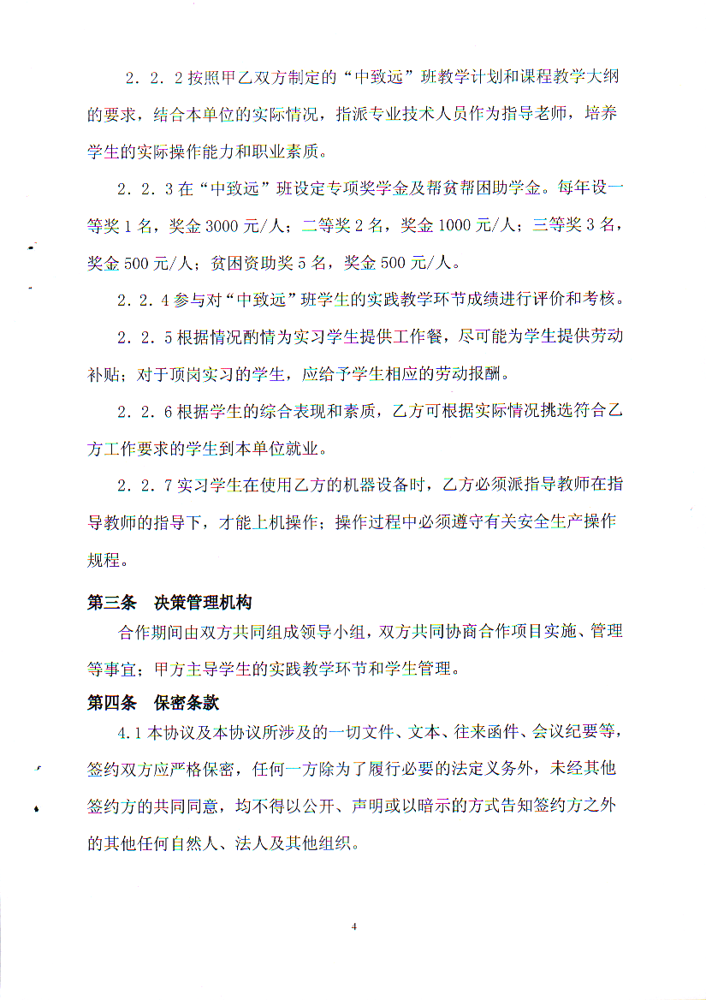 2．2．2 按照甲乙双方制定的“中致远”班教学计划和课程教学大纲
的要求，结合本单位的实际情况，指派专业技术人员作为指导老师，培养
学生的实际操作能力和职业素质。
2．2．3 在“中致远”班设定专项奖学金及帮贫帮困助学金。每年设一
等奖 1 名，奖金 3000 元/人；二等奖 2 名，奖金 1000 元/人；三等奖 3 名，
奖金 500 元/人；贫困资助奖 5 名，奖金 500 元/人。
2．2．4 参与对“中致远”班学生的实践教学环节成绩进行评价和考核。
2．2．5 根据情况酌情为实习学生提供工作餐，尽可能为学生提供劳动
补贴；对于顶岗实习的学生，应给予学生相应的劳动报酬。
2．2．6 根据学生的综合表现和素质，乙方可根据实际情况挑选符合乙
方工作要求的学生到本单位就业。
2．2．7 实习学生在使用乙方的机器设备时，乙方必须派指导教师在指
导教师的指导下，才能上机操作；操作过程中必须遵守有关安全生产操作
规程。
第三条 决策管理机构
合作期间由双方共同组成领导小组，双方共同协商合作项目实施、管理
等事宜；甲方主导学生的实践教学环节和学生管理。
第四条 保密条款
4.1 本协议及本协议所涉及的一切文件、文本、往来函件、会议纪要等，
签约双方应严格保密，任何一方除为了履行必要的法定义务外，未经其他
签约方的共同同意，均不得以公开、声明或以暗示的方式告知签约方之外
的其他任何自然人、法人及其他组织。
4